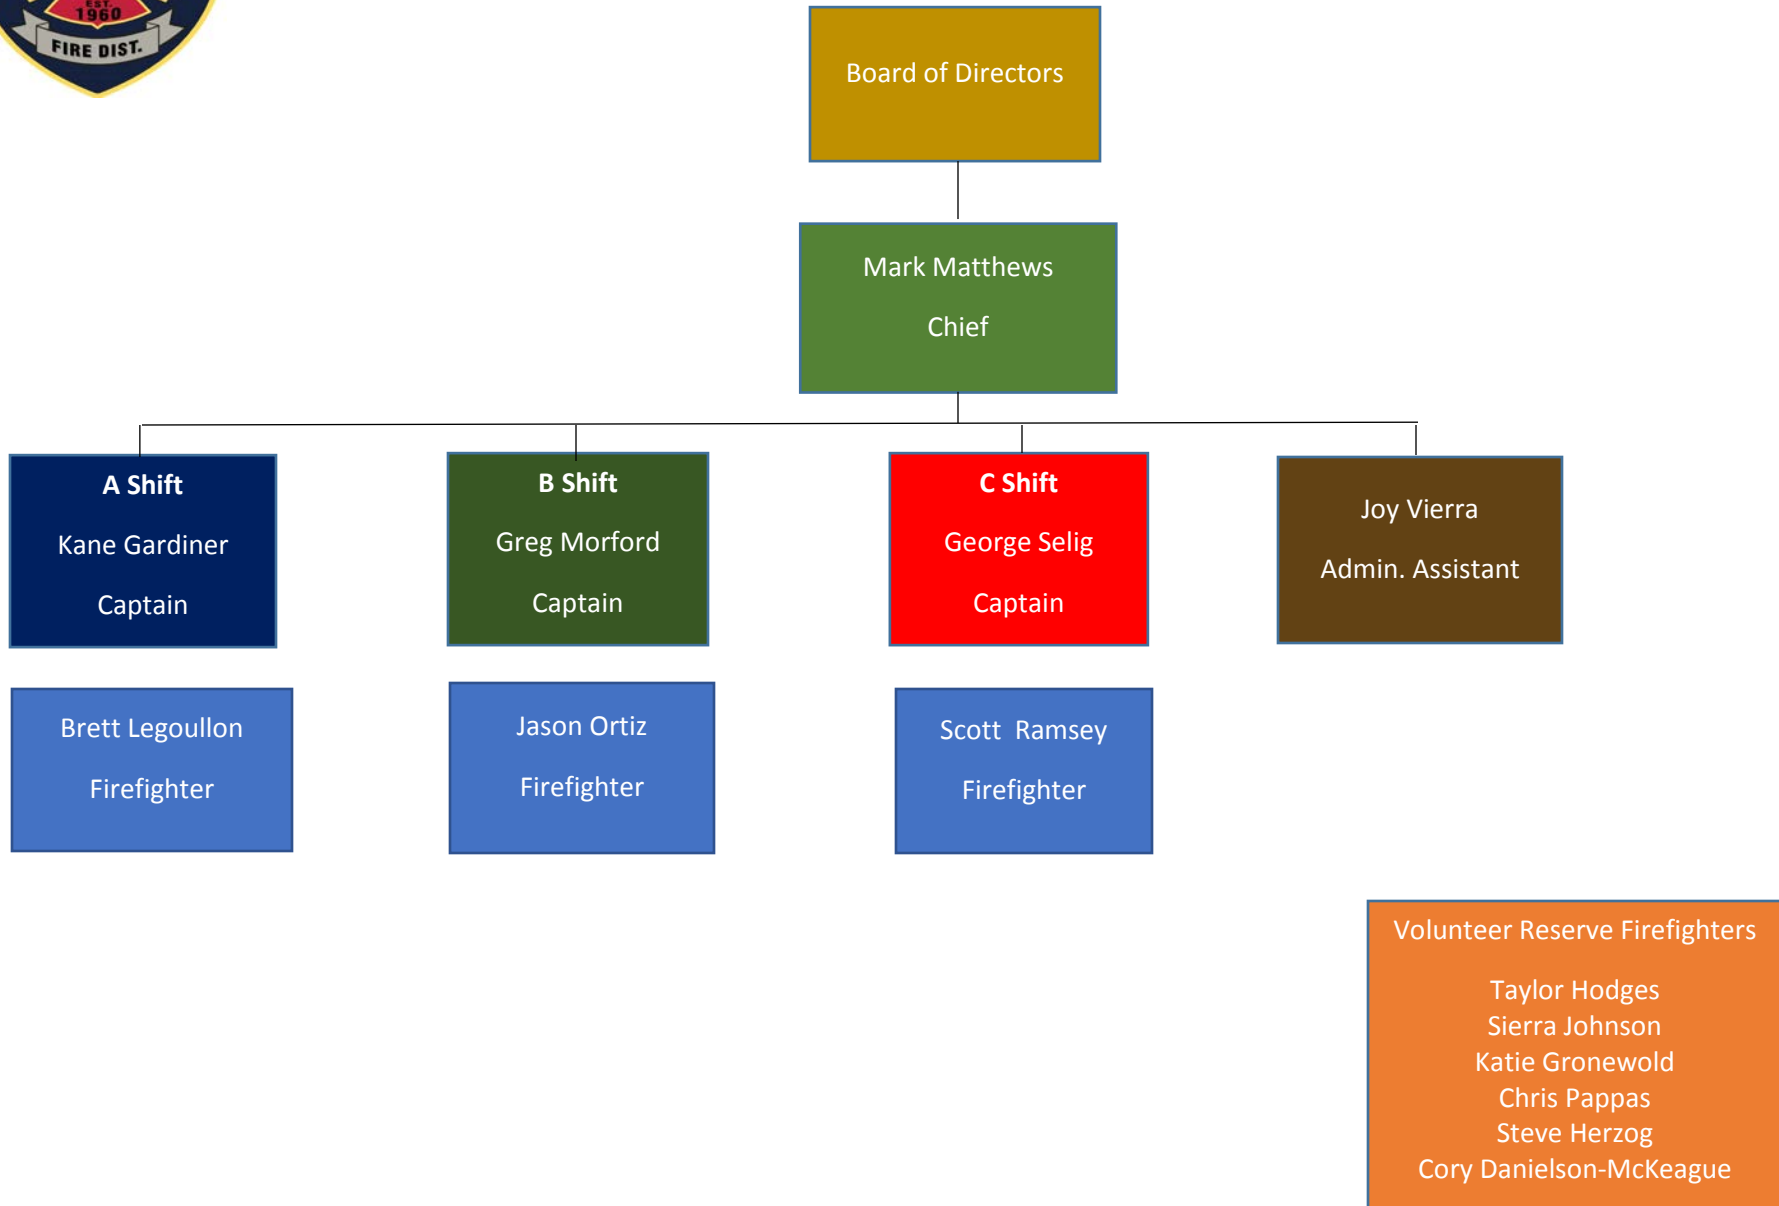 EST.
1960
FIRE DIST.
Board of Directors
Mark Matthews
Chief
A Shift
Kane Gardiner
Captain
B Shift
Greg Morford
Captain
C Shift
George Selig
Captain
Joy Vierra
Admin. Assistant
Brett Legoullon
Firefighter
Jason Ortiz
Firefighter
Scott  Ramsey
Firefighter
Volunteer Reserve Firefighters
Taylor Hodges
Sierra Johnson
Katie Gronewold
Chris Pappas
Steve Herzog
Cory Danielson-McKeague